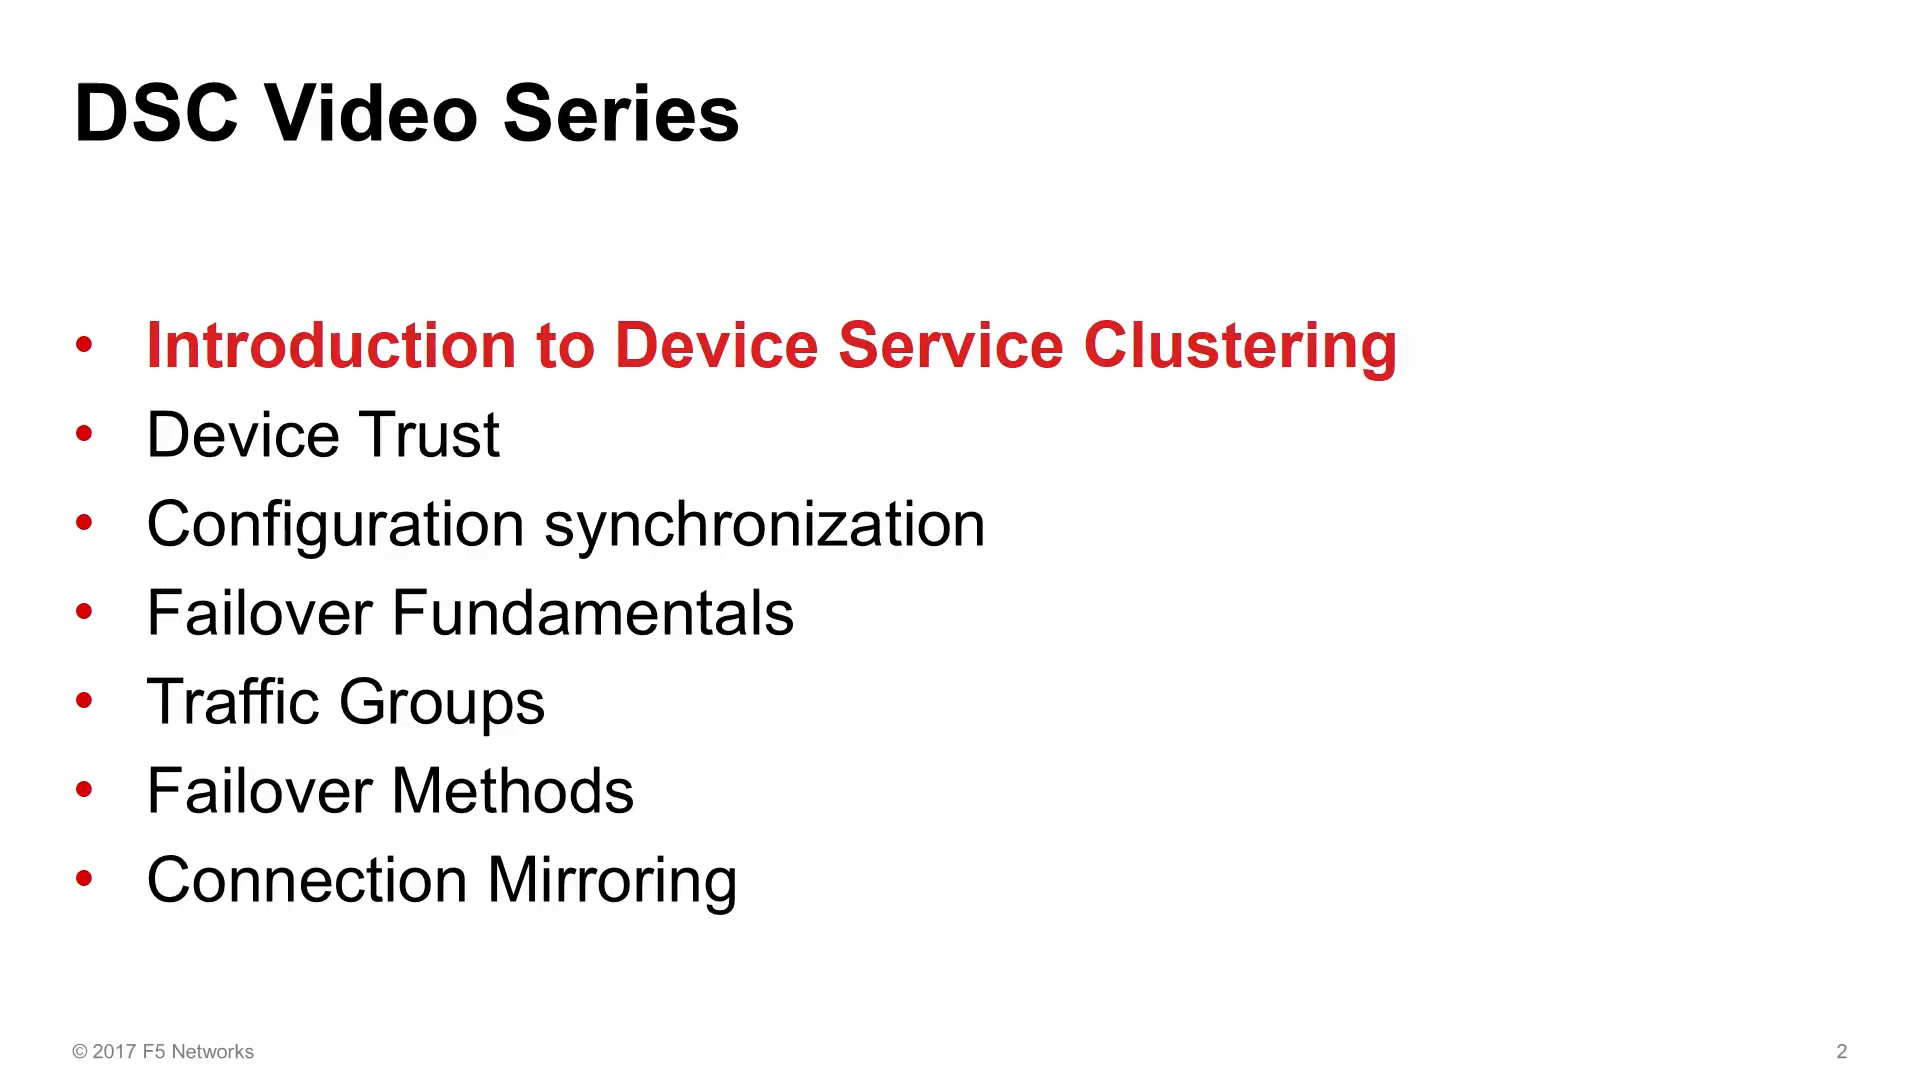 DSC Video Series
• Introduction to Device Service Clustering
• Device Trust
• Configuration synchronization
• Failover Fundamentals
• Traffic Groups
• Failover Methods
• Connection Mirroring
© 2017 F5 Networks
2